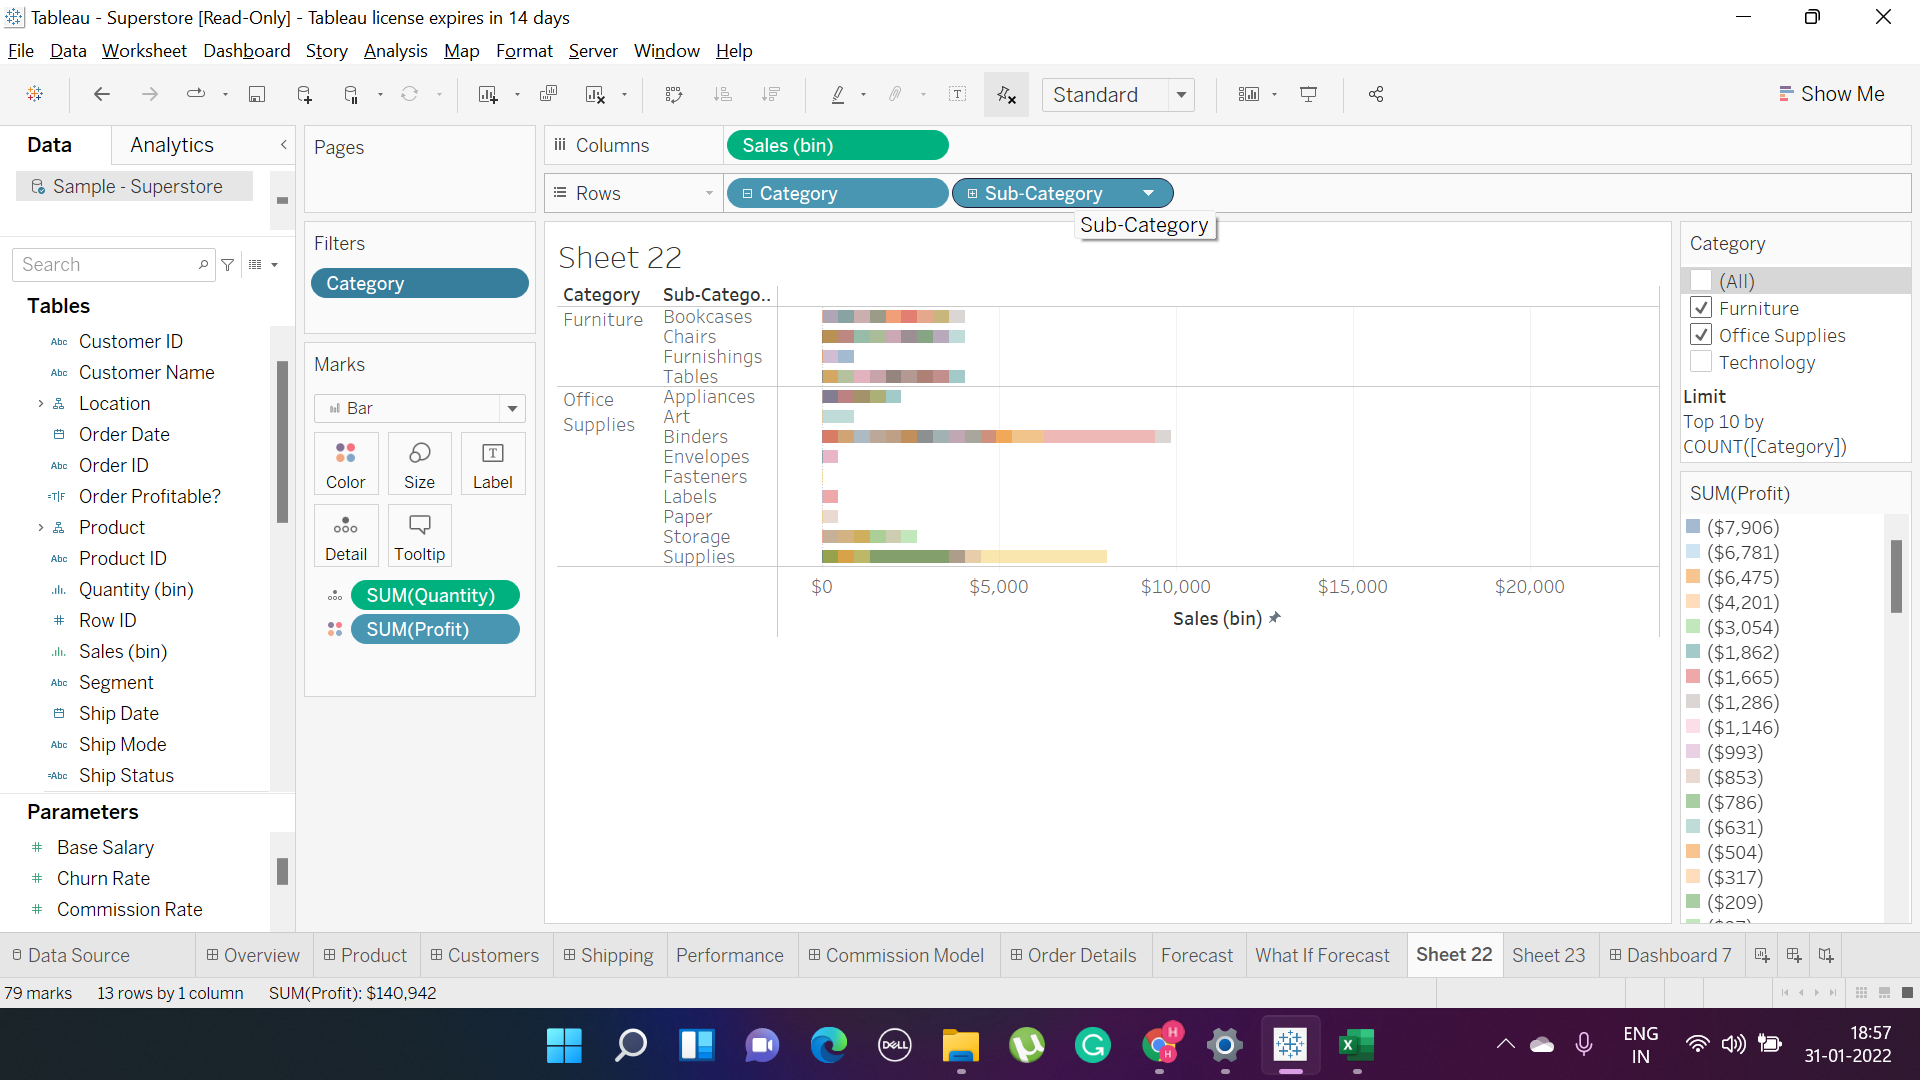 Tableau - Superstore [Read-Only] - Tableau license expires in 14 days
File Data Worksheet Dashboard Story Analysis Map Format Server Window Help
Standard
Show Me
Data Analytics
Sample - Superstore
Search
Tables
Customer ID
Customer Name
Location
Order Date
Order ID
Order Profitable?
Product
Product ID
Quantity (bin)
Row ID
Sales (bin)
Segment
Ship Date
Ship Mode
Ship Status
Parameters
Base Salary
Churn Rate
Commission Rate
Pages
Filters
Category
Marks
Bar
Color Size Label
Detail Tooltip
SUM(Quantity)
SUM(Profit)
Columns Sales (bin)
Rows Category Sub-Category
Sub-Category
Sheet 22
Category Sub-Catego..
Furniture Bookcases
Chairs
Furnishings
Tables
Office Supplies Appliances
Art
Binders
Envelopes
Fasteners
Labels
Paper
Storage
Supplies
$0 $5,000 $10,000 $15,000 $20,000
Sales (bin)
Category
(All)
Furniture
Office Supplies
Technology
Limit
Top 10 by
COUNT([Category])
SUM(Profit)
($7,906)
($6,781)
($6,475)
($4,201)
($3,054)
($1,862)
($1,665)
($1,286)
($1,146)
($993)
($853)
($786)
($631)
($504)
($317)
($209)
Data Source Overview Product Customers Shipping Performance Commission Model Order Details Forecast What If Forecast Sheet 22 Sheet 23 Dashboard 7
79 marks 13 rows by 1 column SUM(Profit): $140,942
DELL
ENG
IN
18:57
31-01-2022